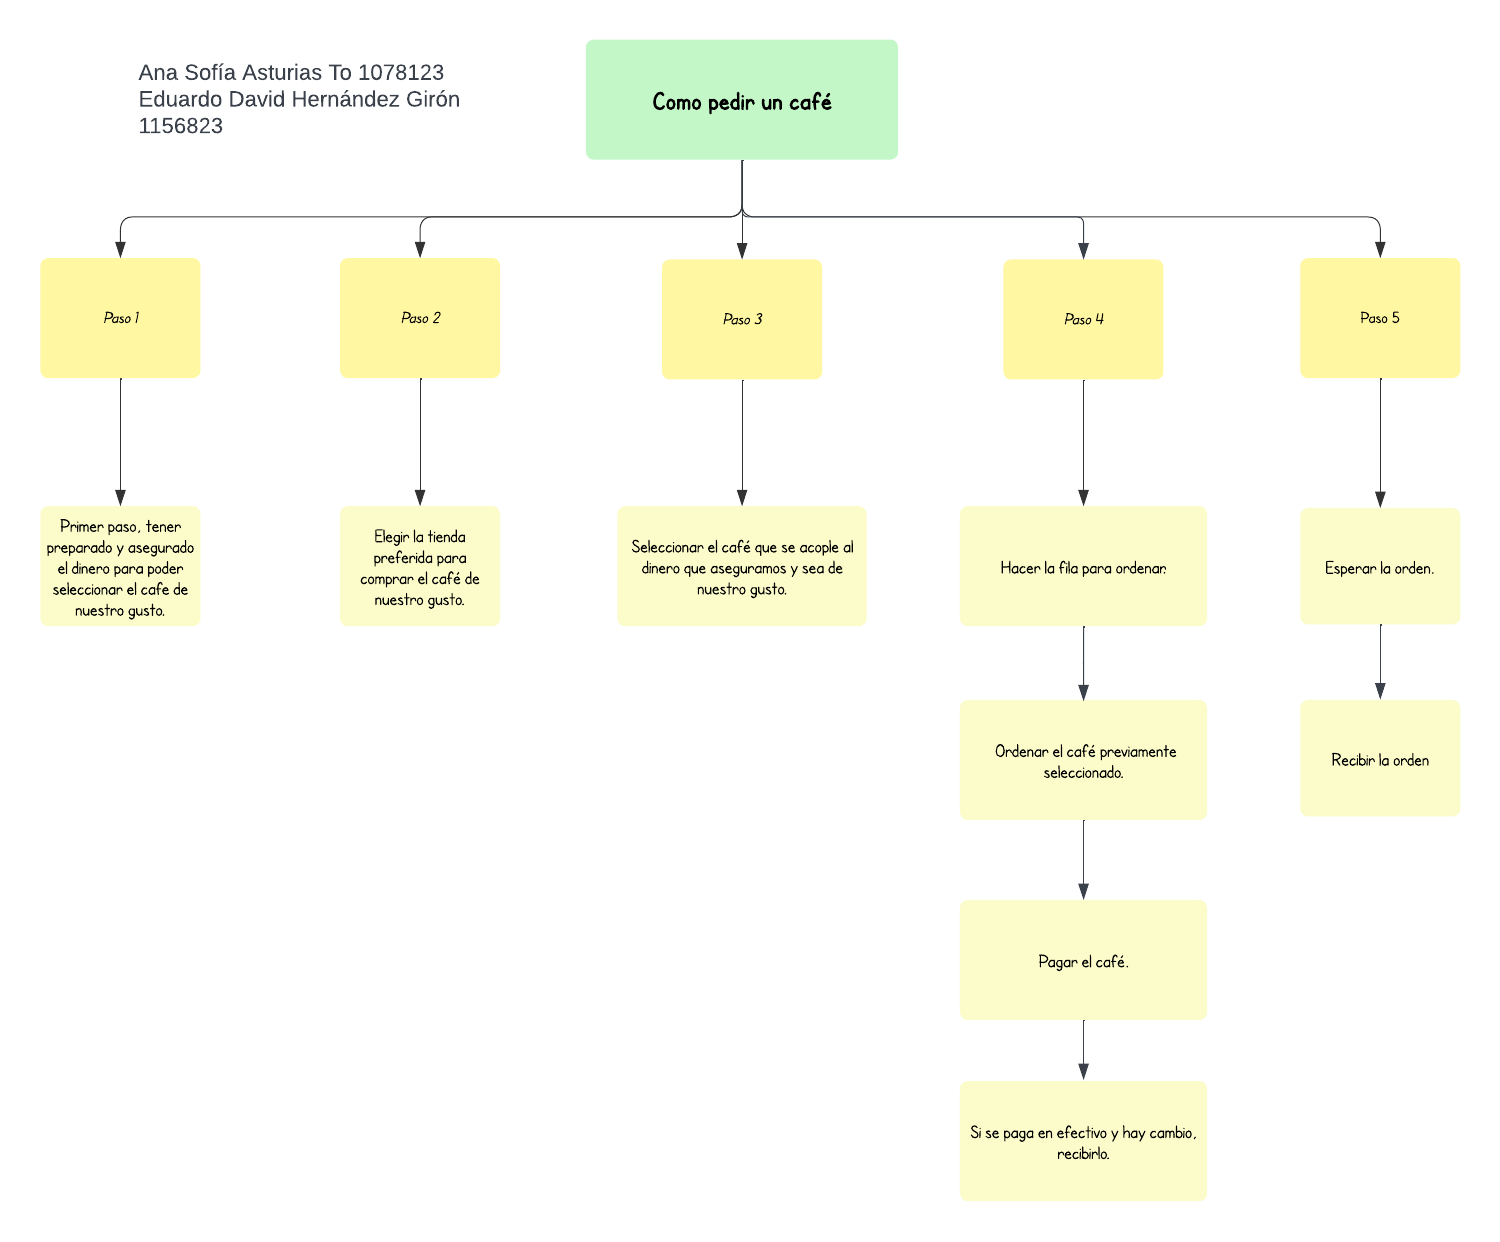 Ana Sofía Asturias To 1078123
Eduardo David Hernández Girón
1156823
Como pedir un café
Paso 1
Paso 2
Paso 3
Paso 4
Paso 5
Primer paso, tener
preparado y asegurado
el dinero para poder
seleccionar el cafe de
nuestro gusto.
Elegir la tienda
preferida para
comprar el café de
nuestro gusto.
Seleccionar el café que se acople al
dinero que aseguramos y sea de
nuestro gusto.
Hacer la fila para ordenar.
Esperar la orden.
Ordenar el café previamente
seleccionado.
Recibir la orden
Pagar el café.
Si se paga en efectivo y hay cambio,
recibirlo.